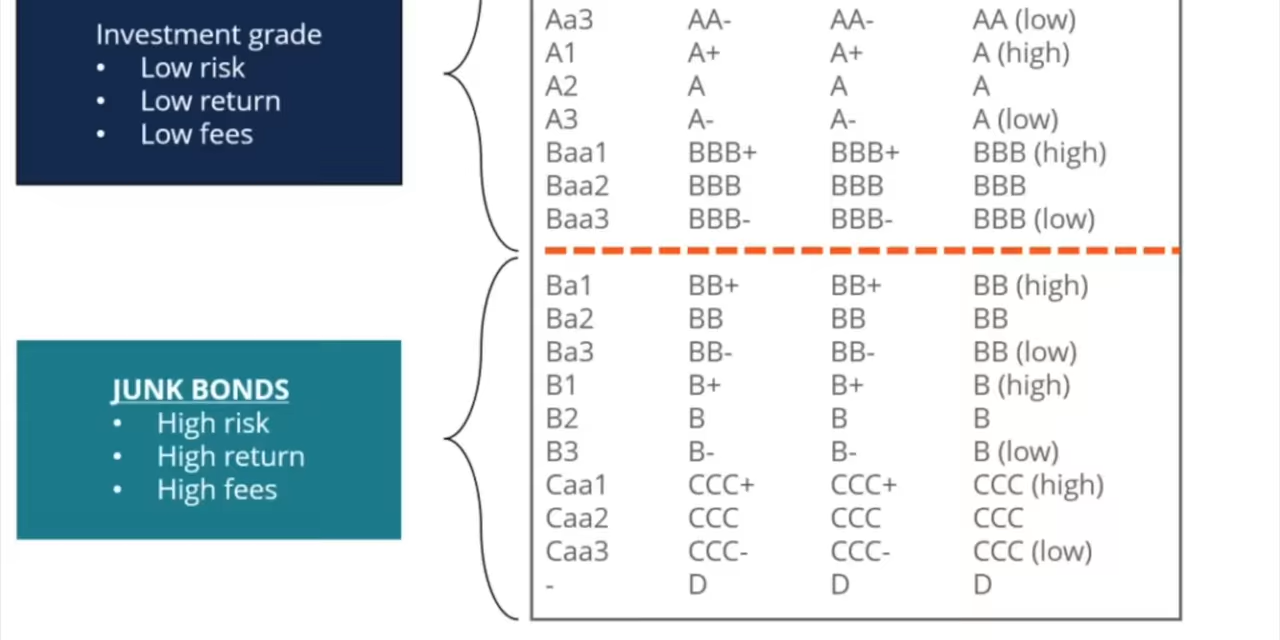 Investment grade
• Low risk
• Low return
• Low fees
JUNK BONDS
• High risk
• High return
• High fees
Aa3 AA- AA- AA (low)
A1 A+ A+ A (high)
A2 A A A
A3 A- A- A (low)
Baa1 BBB+ BBB+ BBB (high)
Baa2 BBB BBB BBB
Baa3 BBB- BBB- BBB (low)
Ba1 BB+ BB+ BB (high)
Ba2 BB BB BB
Ba3 BB- BB- BB (low)
B1 B+ B+ B (high)
B2 B B B
B3 B- B- B (low)
Caa1 CCC+ CCC+ CCC (high)
Caa2 CCC CCC CCC
Caa3 CCC- CCC- CCC (low)
- D D D